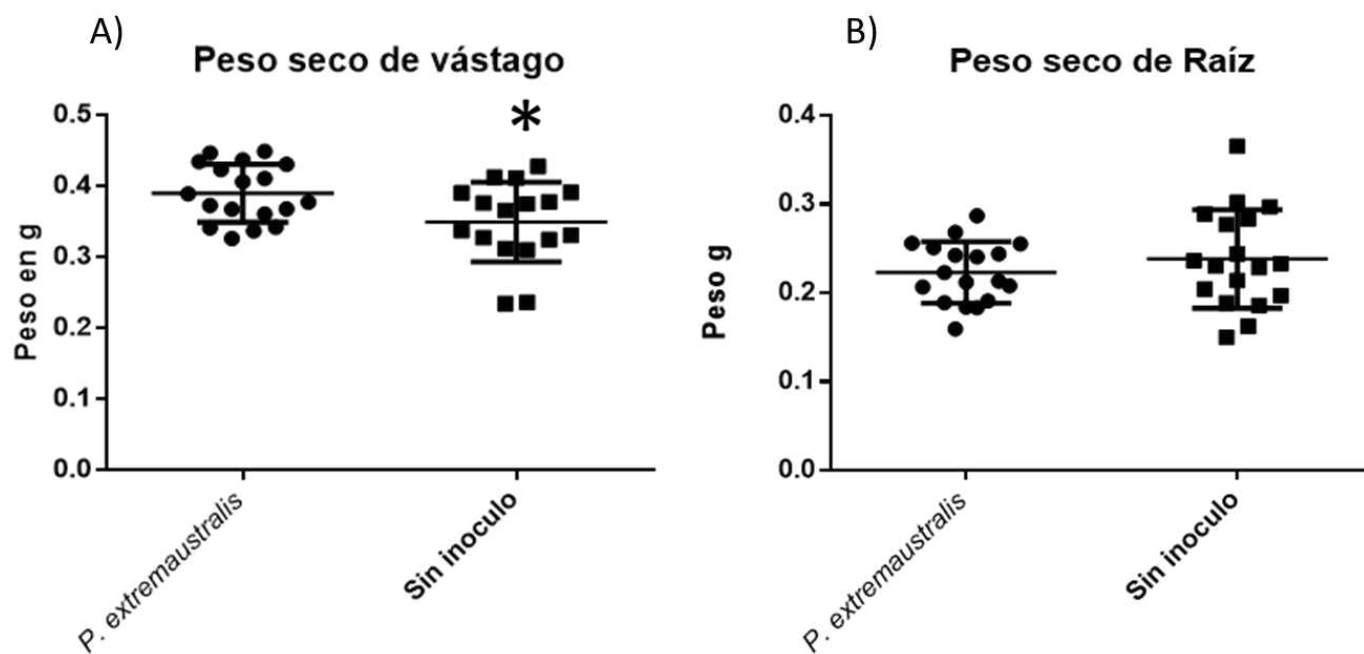 A)
Peso seco de vástago
*
0.5
0.4
0.3
0.2
0.1
0.0
Peso en g
P. extremaustralis
Sin inoculo
B)
Peso seco de Raíz
0.4
0.3
0.2
0.1
0.0
Peso g
P. extremaustralis
Sin inoculo